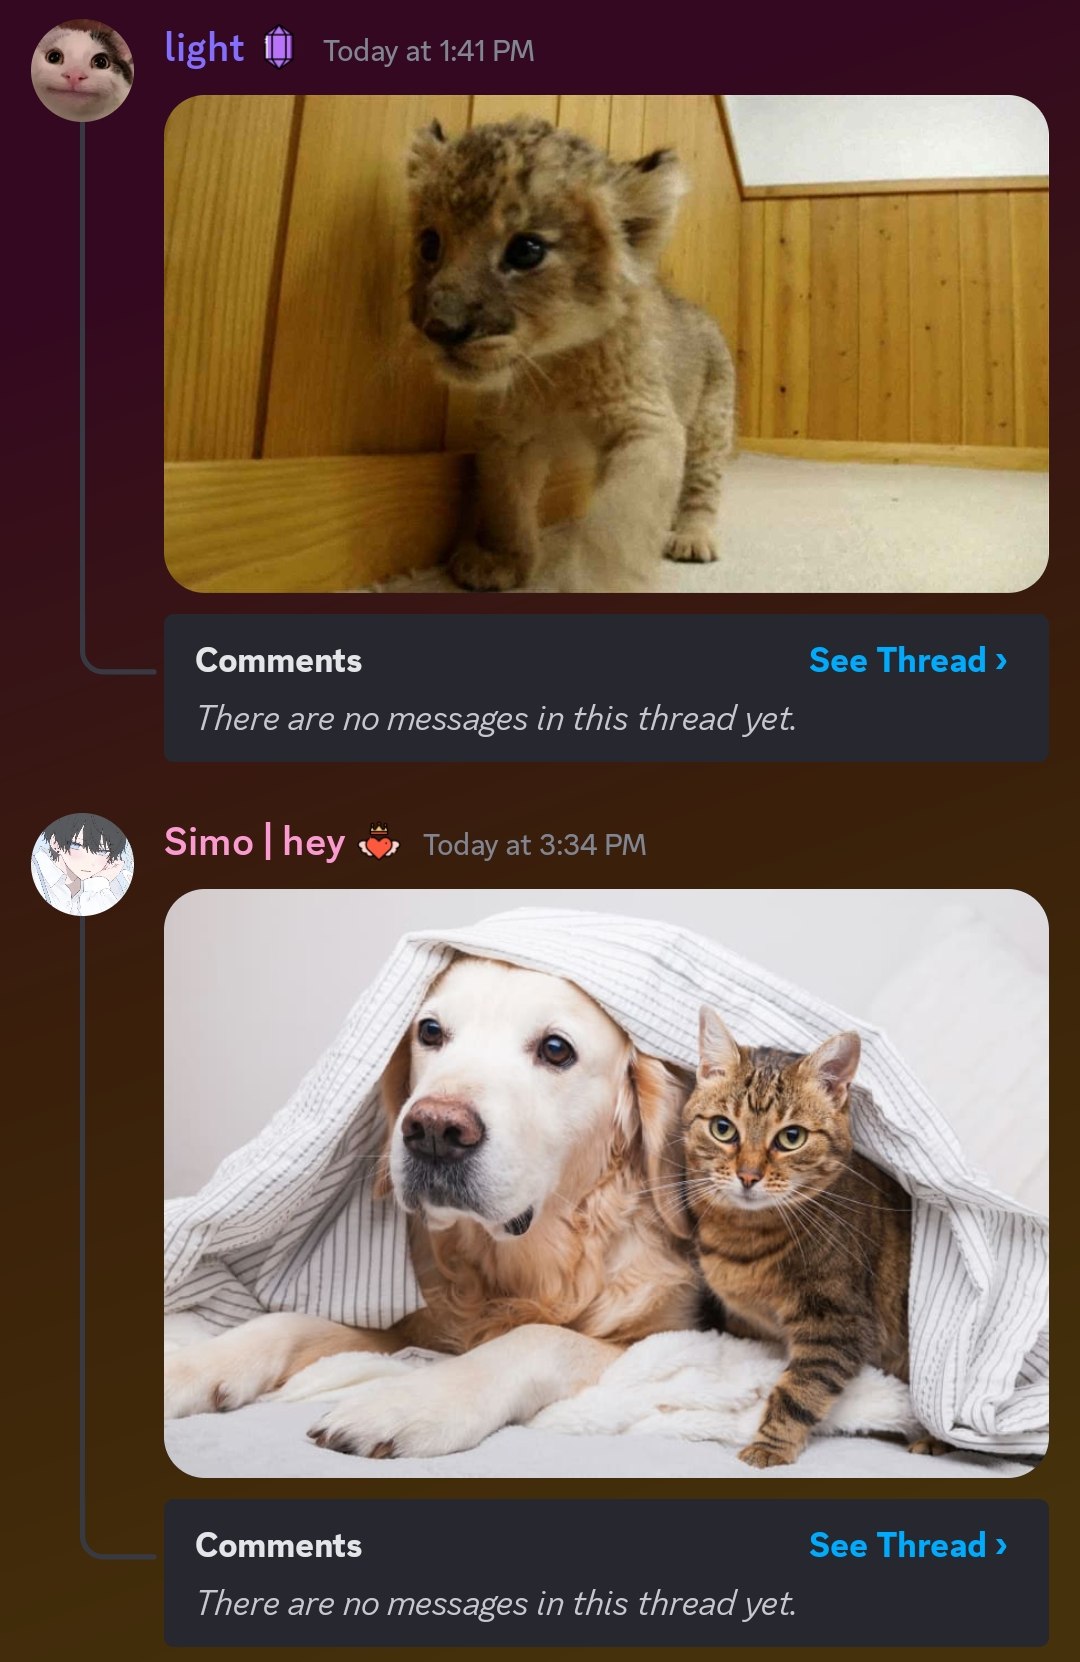 light Today at 1:41 PM
Comments See Thread ›
There are no messages in this thread yet.
Simo | hey Today at 3:34 PM
Comments See Thread ›
There are no messages in this thread yet.